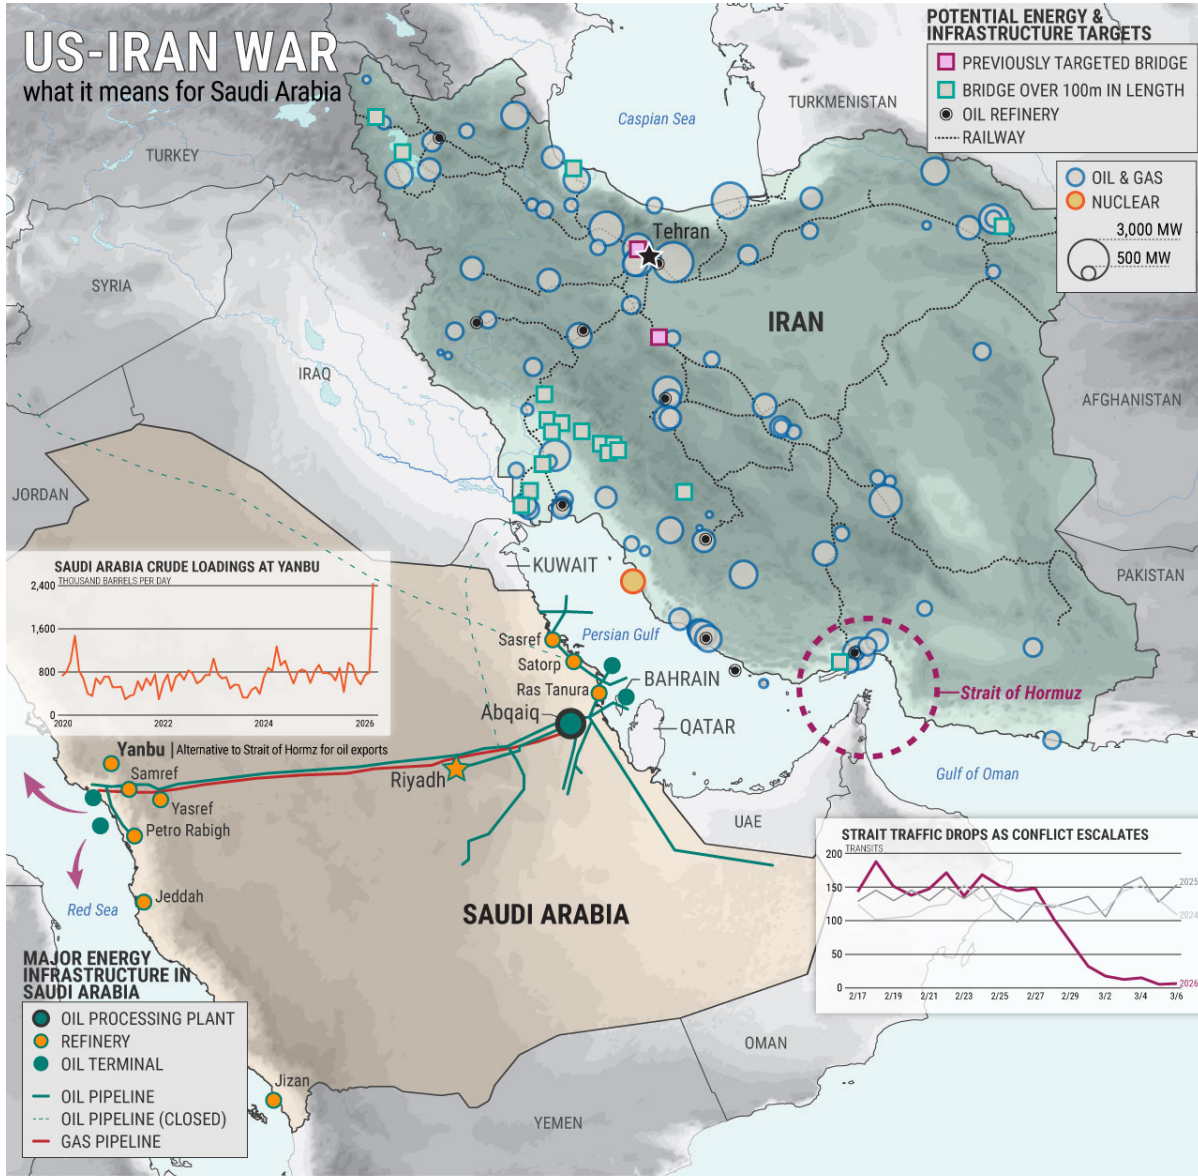 US-IRAN WAR
what it means for Saudi Arabia
POTENTIAL ENERGY &
INFRASTRUCTURE TARGETS
PREVIOUSLY TARGETED BRIDGE
BRIDGE OVER 100m IN LENGTH
OIL REFINERY
RAILWAY
OIL & GAS
NUCLEAR
3,000 MW
500 MW
TURKMENISTAN
Caspian Sea
TURKEY
Tehran
SYRIA
IRAN
IRAQ
AFGHANISTAN
JORDAN
KUWAIT
PAKISTAN
SAUDI ARABIA CRUDE LOADINGS AT YANBU
THOUSAND BARRELS PER DAY
2,400
1,600
800
0
2020
2022
2024
2026
Sasref
Persian Gulf
Satorp
Ras Tanura
BAHRAIN
Strait of Hormuz
Abqaiq
QATAR
Yanbu | Alternative to Strait of Hormz for oil exports
Samref
Riyadh
Gulf of Oman
Yasref
Petro Rabigh
UAE
Jeddah
Red Sea
SAUDI ARABIA
STRAIT TRAFFIC DROPS AS CONFLICT ESCALATES
TRANSITS
200
150
100
50
0
2025
2024
2026
2/17
2/19
2/21
2/23
2/25
2/27
2/29
3/2
3/4
3/6
MAJOR ENERGY
INFRASTRUCTURE IN
SAUDI ARABIA
OIL PROCESSING PLANT
REFINERY
OIL TERMINAL
OIL PIPELINE
OIL PIPELINE (CLOSED)
GAS PIPELINE
Jizan
OMAN
YEMEN